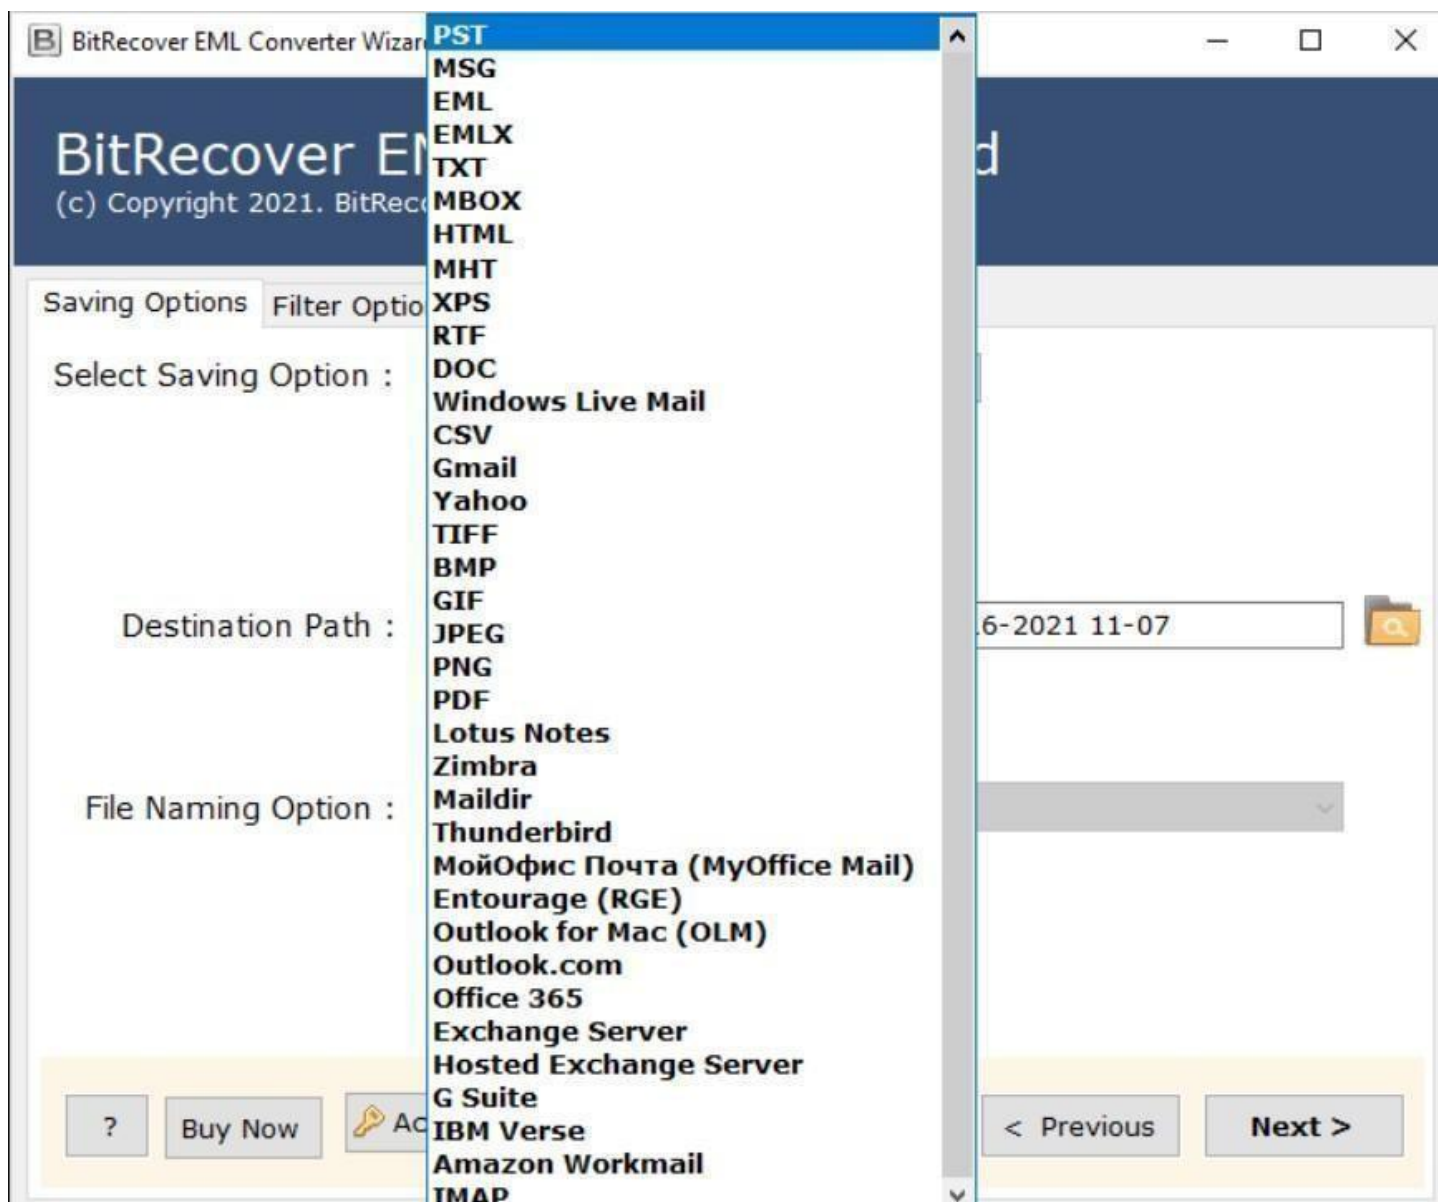 BitRecover EML Converter Wizar
BitRecover E
d
(c) Copyright 2021. BitRec
Saving Options
Filter Optio
Select Saving Option :
Destination Path :
6-2021 11-07
File Naming Option :
PST
MSG
EML
EMLX
TXT
MBOX
HTML
MHT
XPS
RTF
DOC
Windows Live Mail
CSV
Gmail
Yahoo
TIFF
BMP
GIF
JPEG
PNG
PDF
Lotus Notes
Zimbra
Maildir
Thunderbird
МойОфис Почта (MyOffice Mail)
Entourage (RGE)
Outlook for Mac (OLM)
Outlook.com
Office 365
Exchange Server
Hosted Exchange Server
G Suite
IBM Verse
Amazon Workmail
IMAP
?
Buy Now
Ac
< Previous
Next >